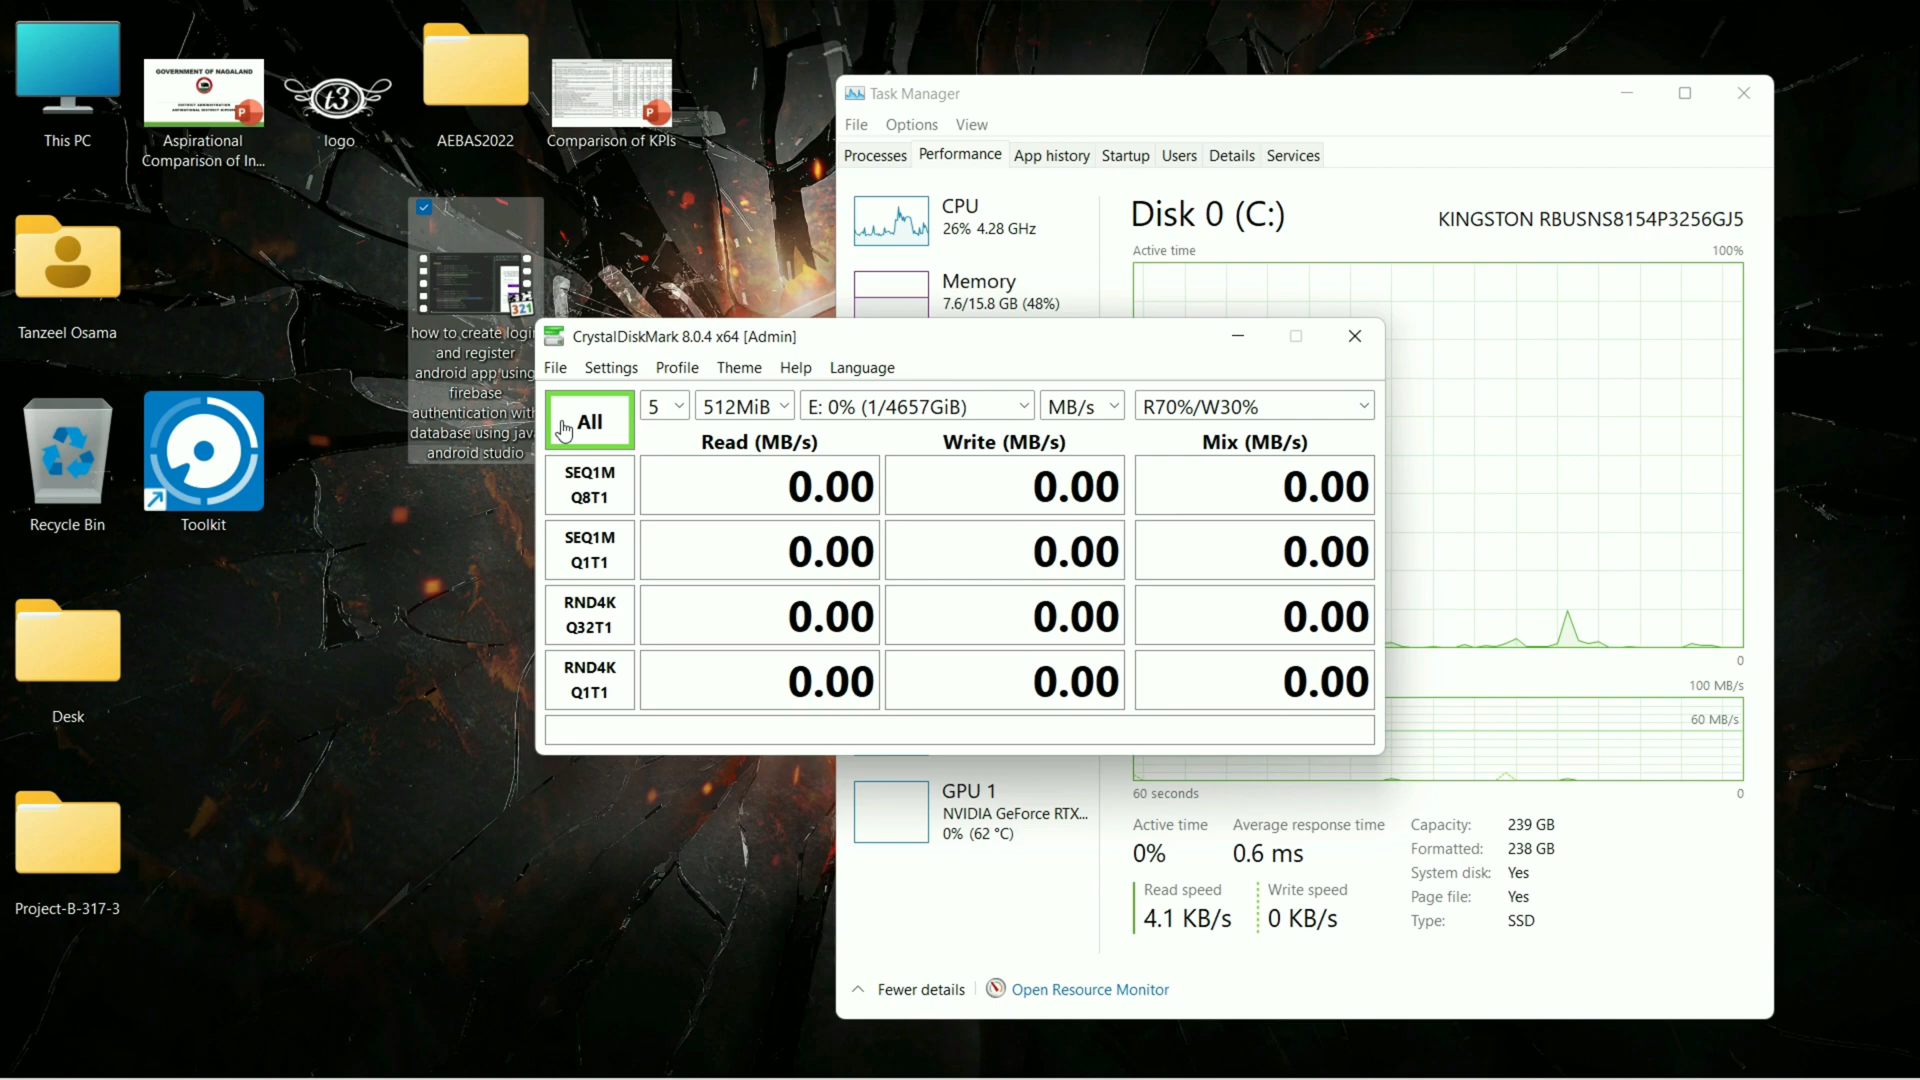 This PC
GOVERNMENT OF NAGALAND
DISTRICT ADMINISTRATION
Aspirational
Comparison of In...
t3
logo
AEBAS2022
Comparison of KPIs
Tanzeel Osama
321
how to create logi
and register
android app using
firebase
authentication with
database using jav
android studio
Recycle Bin
Toolkit
Desk
Project-B-317-3
Task Manager
File Options View
Processes Performance App history Startup Users Details Services
CPU
26% 4.28 GHz
Memory
7.6/15.8 GB (48%)
Disk 0 (C:)
KINGSTON RBUSNS8154P3256GJ5
Active time
100%
CrystalDiskMark 8.0.4 x64 [Admin]
File Settings Profile Theme Help Language
All
5 512MiB E: 0% (1/4657GiB) MB/s R70%/W30%
Read (MB/s) Write (MB/s) Mix (MB/s)
SEQ1M
Q8T1
0.00 0.00 0.00
SEQ1M
Q1T1
0.00 0.00 0.00
RND4K
Q32T1
0.00 0.00 0.00
RND4K
Q1T1
0.00 0.00 0.00
0
100 MB/s
60 MB/s
60 seconds
0
GPU 1
NVIDIA GeForce RTX...
0% (62 °C)
Active time
0%
Average response time
0.6 ms
Read speed
4.1 KB/s
Write speed
0 KB/s
Capacity: 239 GB
Formatted: 238 GB
System disk: Yes
Page file: Yes
Type: SSD
Fewer details
Open Resource Monitor